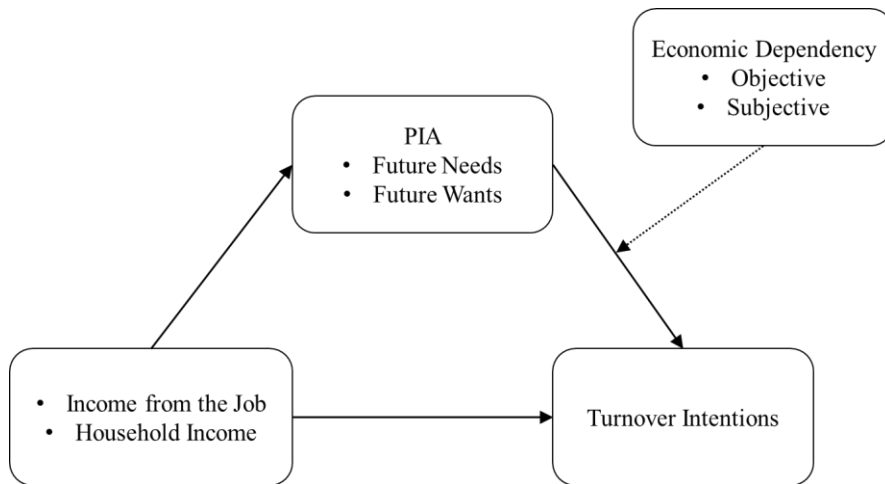 Economic Dependency
• Objective
• Subjective
PIA
• Future Needs
• Future Wants
• Income from the Job
• Household Income
Turnover Intentions